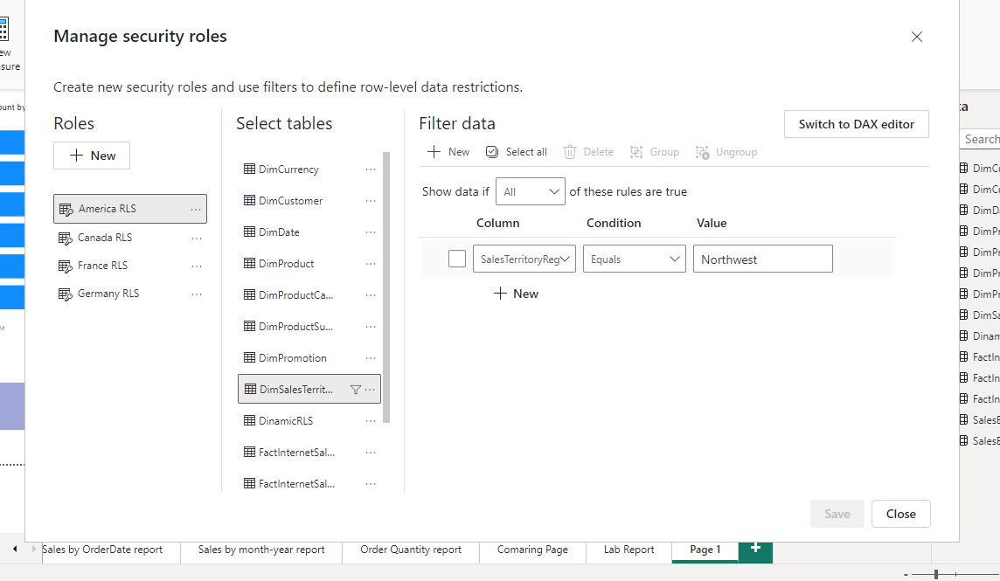 Manage security roles
Create new security roles and use filters to define row-level data restrictions.
Roles
New
America RLS
Canada RLS
France RLS
Germany RLS
Select tables
DimCurrency
DimCustomer
DimDate
DimProduct
DimProductCa...
DimProductSu...
DimPromotion
DimSalesTerrit...
DinamicRLS
FactInternetSal...
FactInternetSal...
Filter data
Switch to DAX editor
New Select all Delete Group Ungroup
Show data if All of these rules are true
Column Condition Value
SalesTerritoryReg Equals Northwest
New
Save Close
ew
asure
ount by
M
ta
Search
DimCu
DimCu
DimDa
DimPr
DimPr
DimPr
DimPr
DimSa
Dinam
FactIn
FactIn
FactIn
SalesE
SalesE
Sales by OrderDate report Sales by month-year report Order Quantity report Comaring Page Lab Report Page 1 +